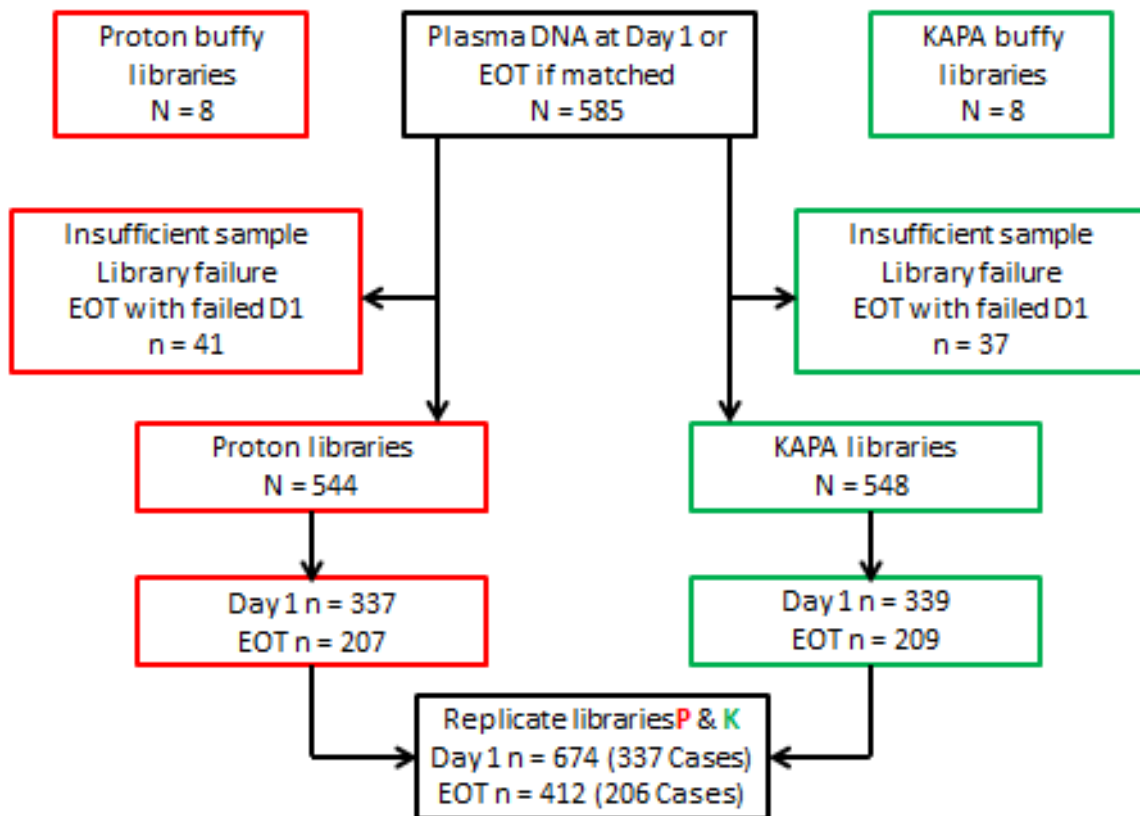 Proton buffy
libraries
N = 8
Plasma DNA at Day 1 or
EOT if matched
N = 585
KAPA buffy
libraries
N = 8
Insufficient sample
Library failure
EOT with failed D1
n = 41
Insufficient sample
Library failure
EOT with failed D1
n = 37
Proton libraries
N = 544
KAPA libraries
N = 548
Day 1 n = 337
EOT n = 207
Day 1 n = 339
EOT n = 209
Replicate libraries P & K
Day 1 n = 674 (337 Cases)
EOT n = 412 (206 Cases)